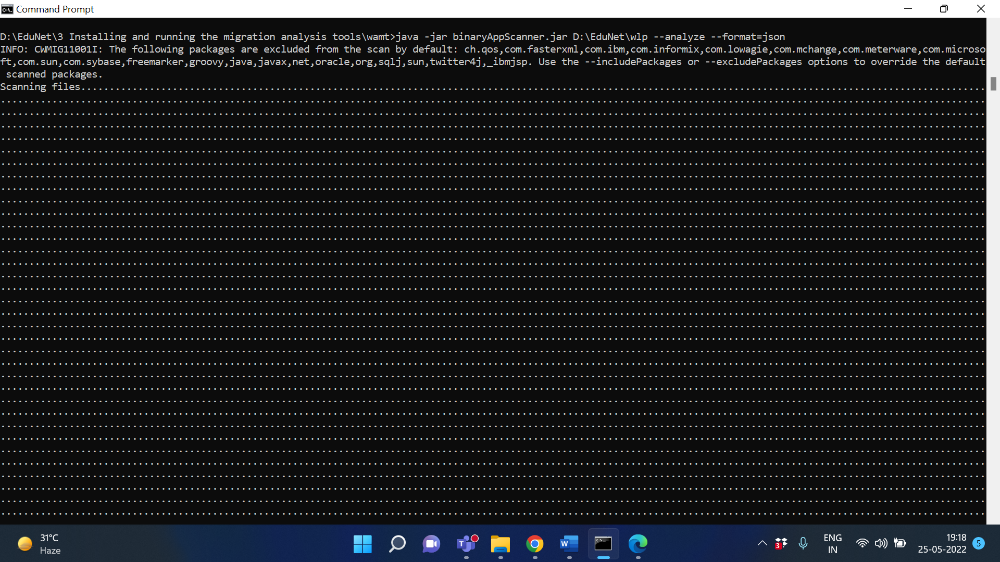 Command Prompt
D:\EduNet\3 Installing and running the migration analysis tools\wamt>java -jar binaryAppScanner.jar D:\EduNet\wlp --analyze --format=json
INFO: CWMIG11001I: The following packages are excluded from the scan by default: ch.qos,com.fasterxml,com.ibm,com.informix,com.lowagie,com.mchange,com.meterware,com.microso
ft,com.sun,com.sybase,freemarker,groovy,java,javax,net,oracle,org,sqlj,sun,twitter4j,_ibmjsp. Use the --includePackages or --excludePackages options to override the default
scanned packages.
Scanning files...
31°C
Haze
3
ENG
IN
19:18
25-05-2022
5